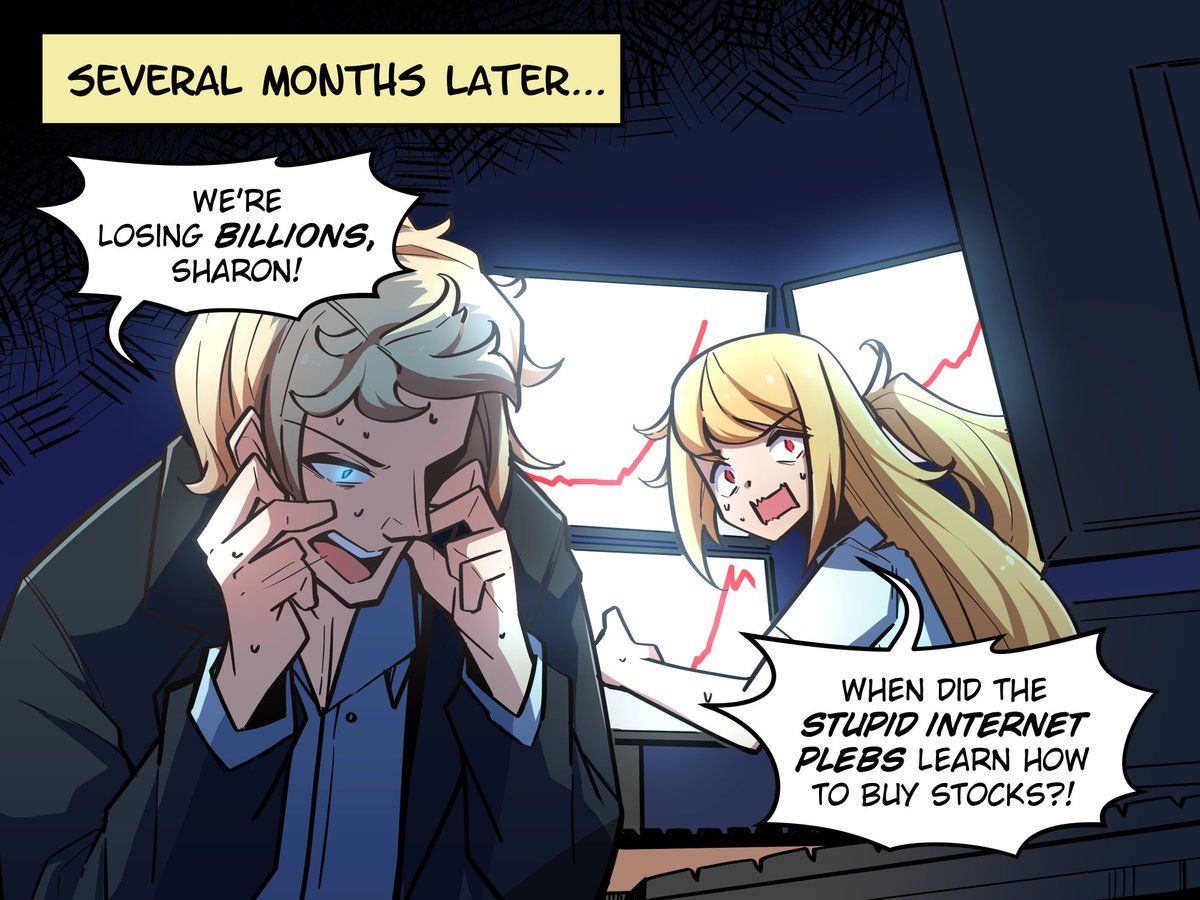 SEVERAL MONTHS LATER...
WE'RE
LOSING BILLIONS,
SHARON!
WHEN DID THE
STUPID INTERNET
PLEBS LEARN HOW
TO BUY STOCKS?!